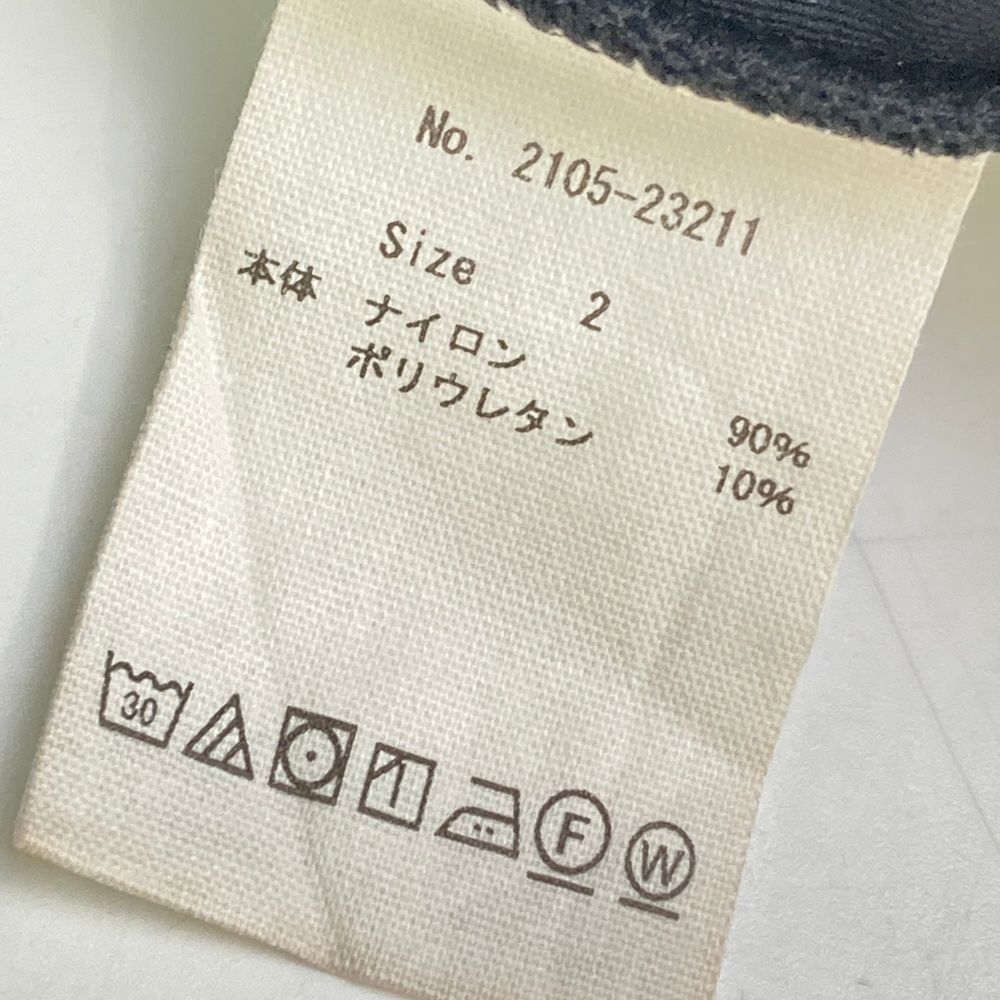 No. 2105-23211
Size 2
本体 ナイロン 90%
ポリウレタン 10%
30
F
W